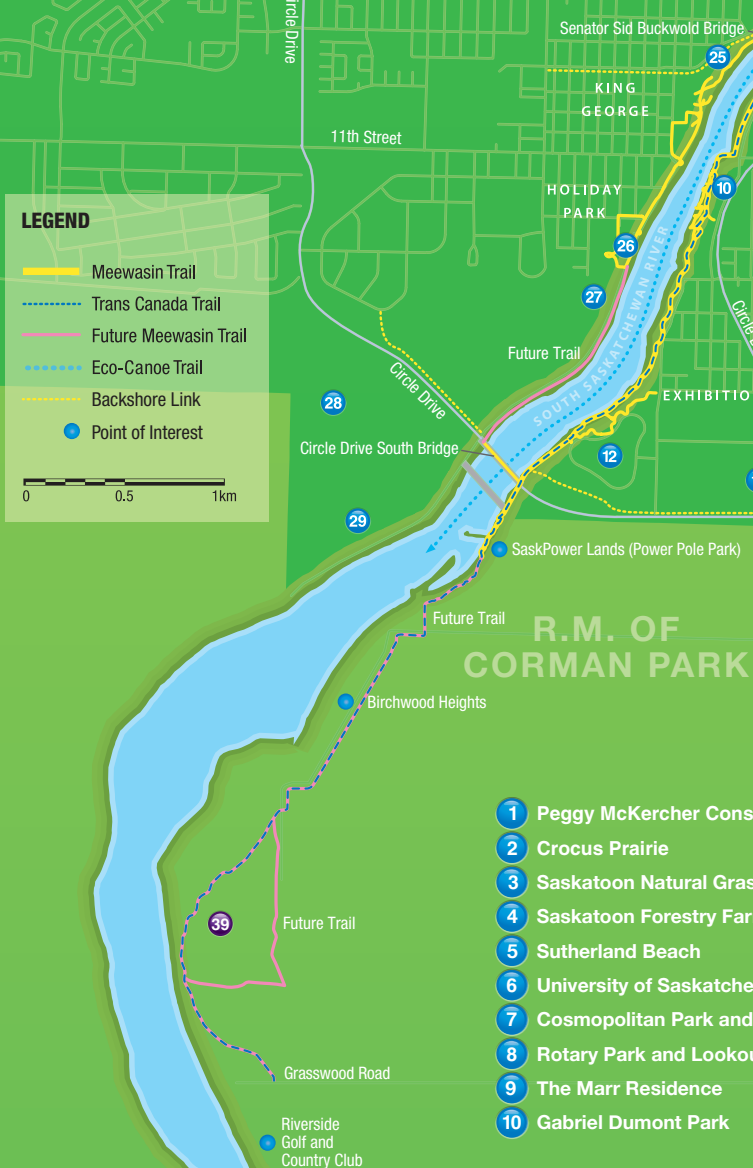 Senator Sid Buckwold Bridge
25
Circle Drive
KING
GEORGE
11th Street
10
HOLIDAY
PARK
26
27
SOUTH SASKATCHEWAN RIVER
LEGEND
Meewasin Trail
Trans Canada Trail
Future Meewasin Trail
Eco-Canoe Trail
Backshore Link
Point of Interest
0 0.5 1km
Future Trail
Circle Drive
28
EXHIBITIO
Circle Drive South Bridge
12
29
SaskPower Lands (Power Pole Park)
Future Trail
R.M. OF
CORMAN PARK
Birchwood Heights
39
Future Trail
Grasswood Road
Riverside
Golf and
Country Club
1 Peggy McKercher Cons
2 Crocus Prairie
3 Saskatoon Natural Gras
4 Saskatoon Forestry Far
5 Sutherland Beach
6 University of Saskatche
7 Cosmopolitan Park and
8 Rotary Park and Lookou
9 The Marr Residence
10 Gabriel Dumont Park